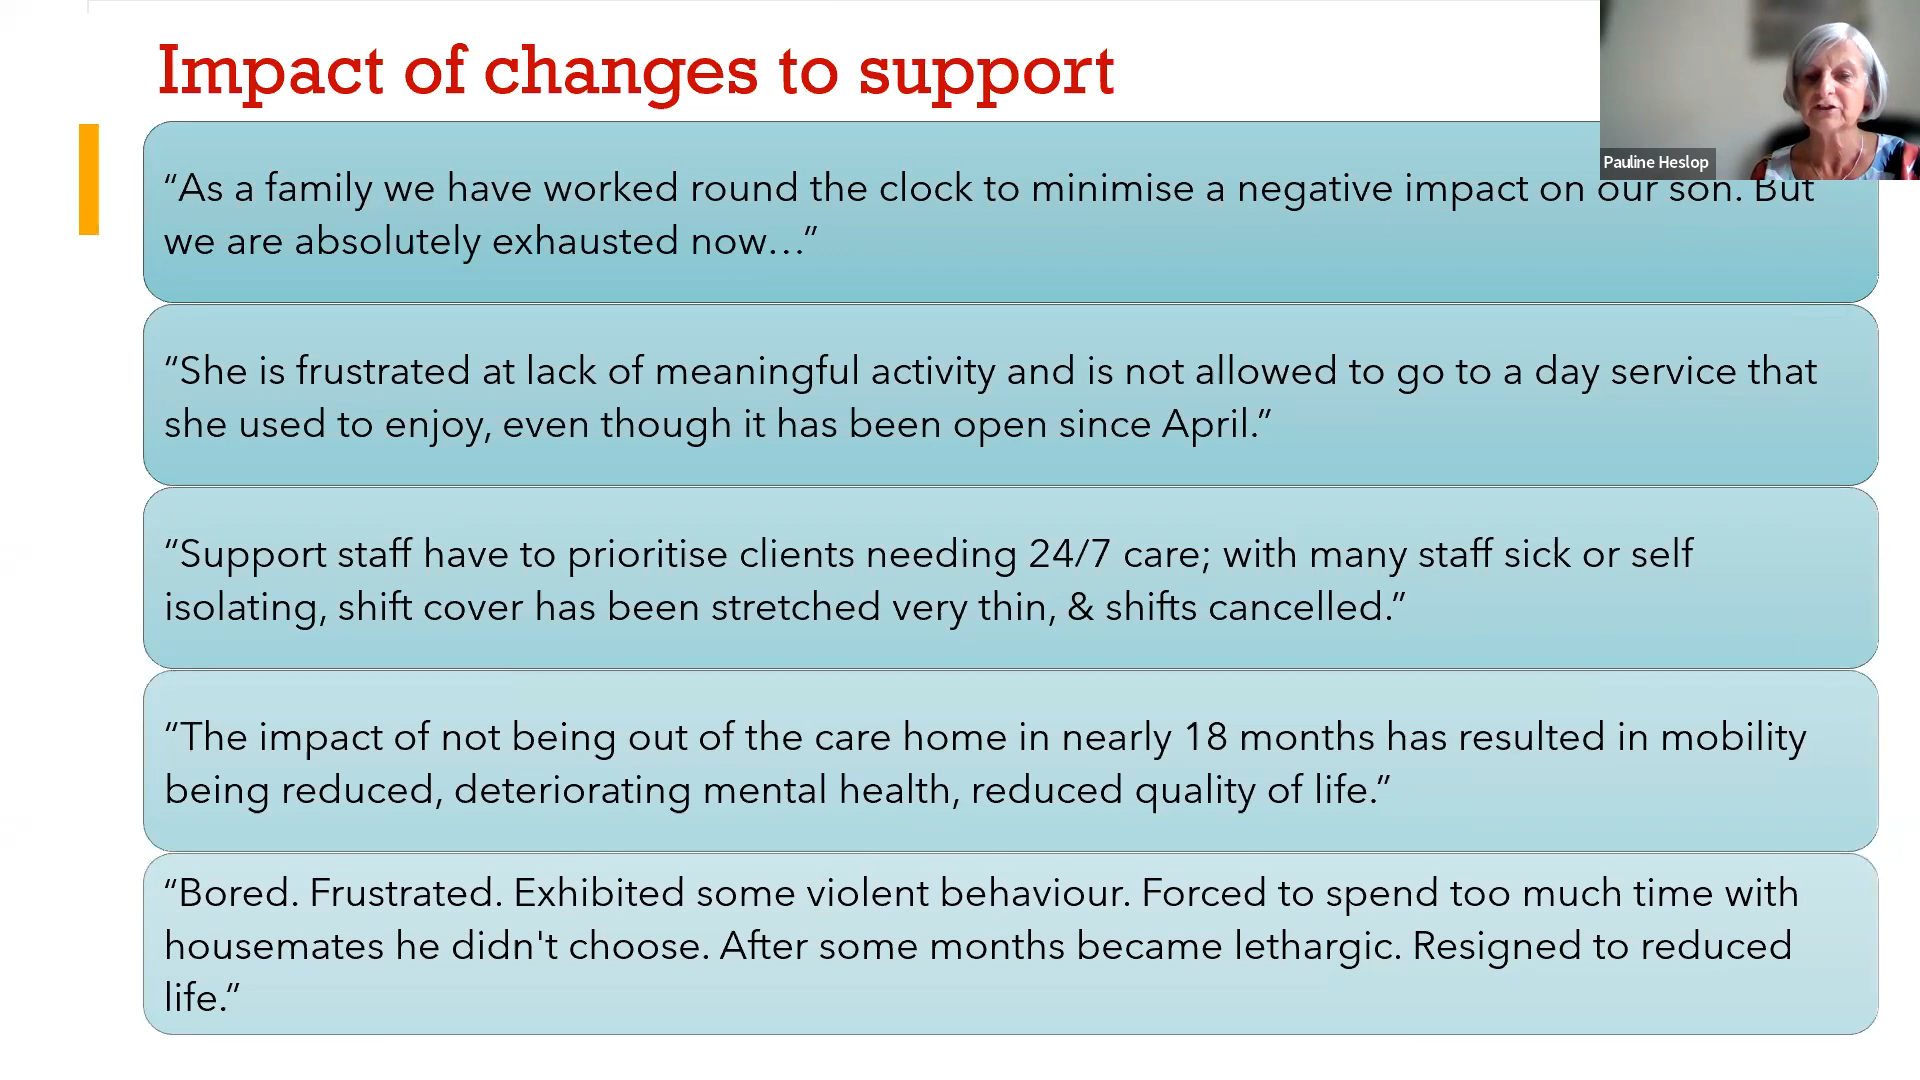 Impact of changes to support
Pauline Heslop
“As a family we have worked round the clock to minimise a negative impact on our son. But
we are absolutely exhausted now…”
“She is frustrated at lack of meaningful activity and is not allowed to go to a day service that
she used to enjoy, even though it has been open since April.”
“Support staff have to prioritise clients needing 24/7 care; with many staff sick or self
isolating, shift cover has been stretched very thin, & shifts cancelled.”
“The impact of not being out of the care home in nearly 18 months has resulted in mobility
being reduced, deteriorating mental health, reduced quality of life.”
“Bored. Frustrated. Exhibited some violent behaviour. Forced to spend too much time with
housemates he didn't choose. After some months became lethargic. Resigned to reduced
life.”